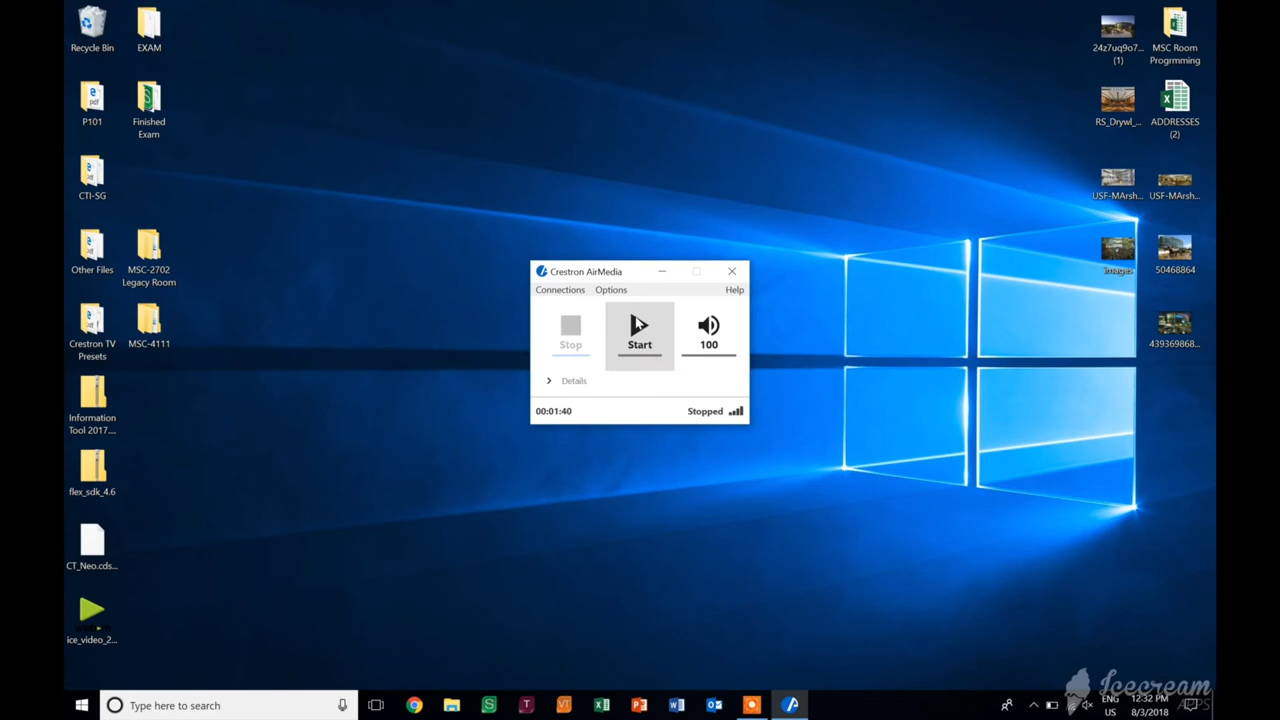 Recycle Bin
EXAM
P101
Finished
Exam
CTI-SG
Other Files
MSC-2702
Legacy Room
Crestron TV
Presets
MSC-4111
Information
Tool 2017....
flex_sdk_4.6
CT_Neo.cds...
ice_video_2...
24z7uq9o7...
(1)
MSC Room
Progrmming
RS_Drywl_...
ADDRESSES
(2)
USF-MArsh...
USF-MArsh...
images
50468864
439369868...
Crestron AirMedia
Connections
Options
Help
Stop
Start
100
Details
00:01:40
Stopped
Type here to search
ENG
US
12:32 PM
8/3/2018
Icecream
APPS